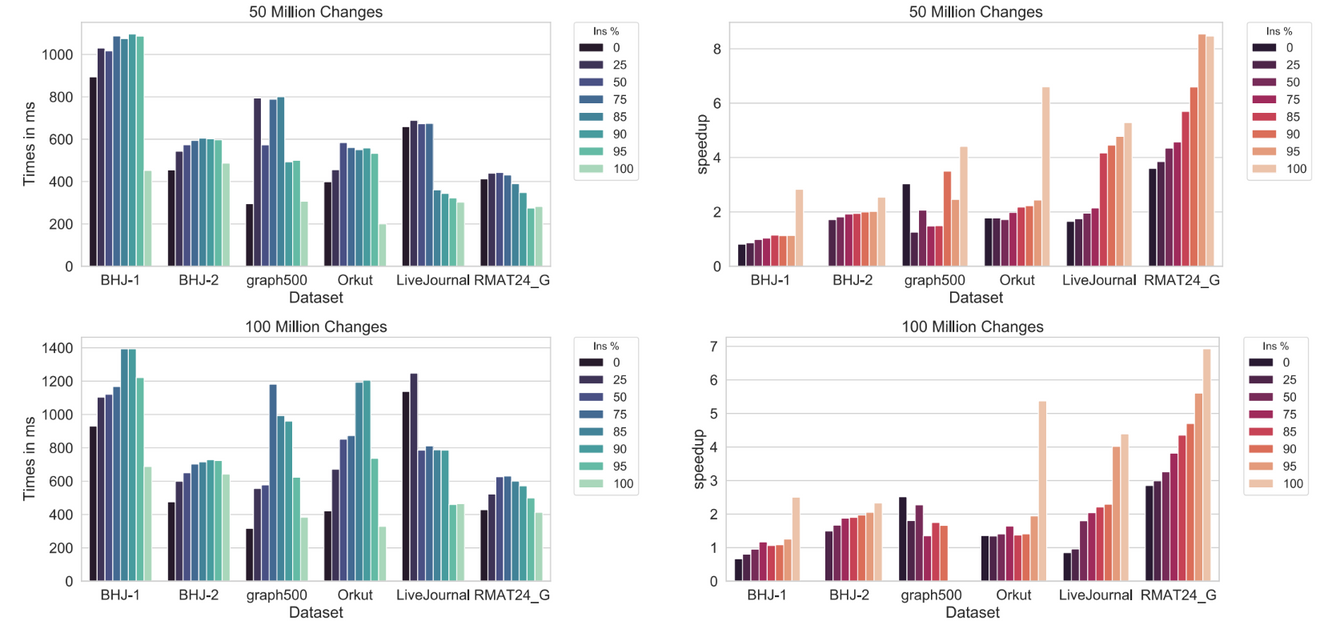 50 Million Changes
Times in ms
1000
800
600
400
200
0
BHJ-1 BHJ-2 graph500 Orkut LiveJournal RMAT24_G
Dataset
Ins %
0
25
50
75
85
90
95
100
50 Million Changes
speedup
8
6
4
2
0
BHJ-1 BHJ-2 graph500 Orkut LiveJournal RMAT24_G
Dataset
Ins %
0
25
50
75
85
90
95
100
100 Million Changes
Times in ms
1400
1200
1000
800
600
400
200
0
BHJ-1 BHJ-2 graph500 Orkut LiveJournal RMAT24_G
Dataset
Ins %
0
25
50
75
85
90
95
100
100 Million Changes
speedup
7
6
5
4
3
2
1
0
BHJ-1 BHJ-2 graph500 Orkut LiveJournal RMAT24_G
Dataset
Ins %
0
25
50
75
85
90
95
100